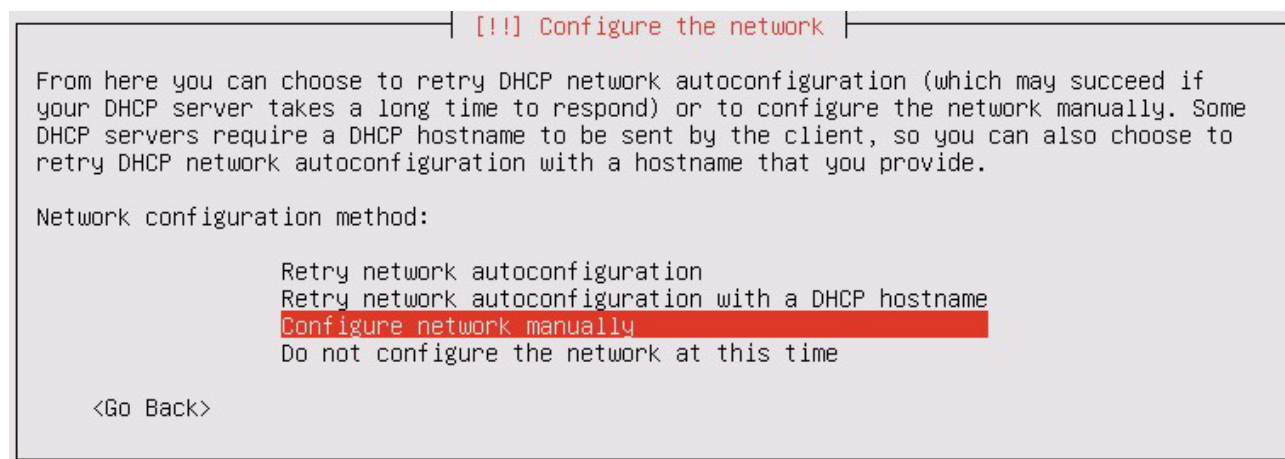 [!!] Configure the network
From here you can choose to retry DHCP network autoconfiguration (which may succeed if
your DHCP server takes a long time to respond) or to configure the network manually. Some
DHCP servers require a DHCP hostname to be sent by the client, so you can also choose to
retry DHCP network autoconfiguration with a hostname that you provide.
Network configuration method:
Retry network autoconfiguration
Retry network autoconfiguration with a DHCP hostname
Configure network manually
Do not configure the network at this time
<Go Back>